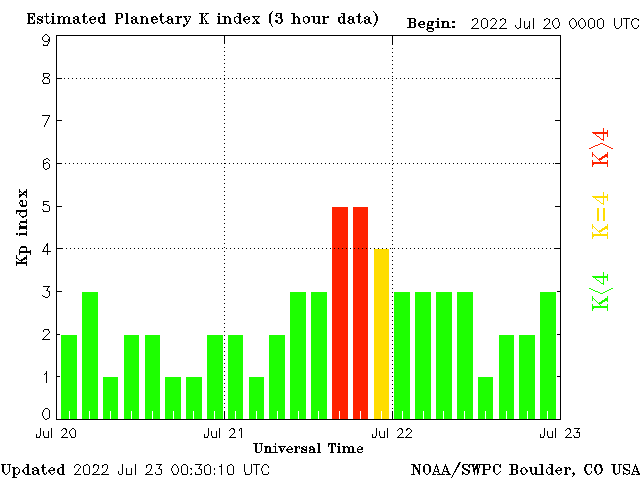 Estimated Planetary K index (3 hour data) Begin: 2022 Jul 20 0000 UTC
9
8
7
6
5
4
3
2
1
0
Kp index
K>4
K=4
K<4
Jul 20 Jul 21 Jul 22 Jul 23
Universal Time
Updated 2022 Jul 23 00:30:10 UTC NOAA/SWPC Boulder, CO USA